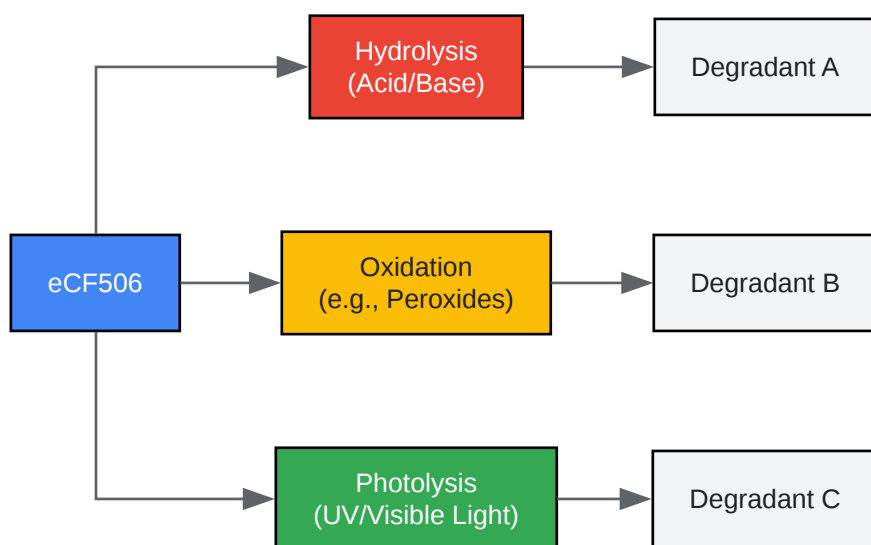 Hydrolysis
(Acid/Base)
Degradant A
eCF506
Oxidation
(e.g., Peroxides)
Degradant B
Photolysis
(UV/Visible Light)
Degradant C